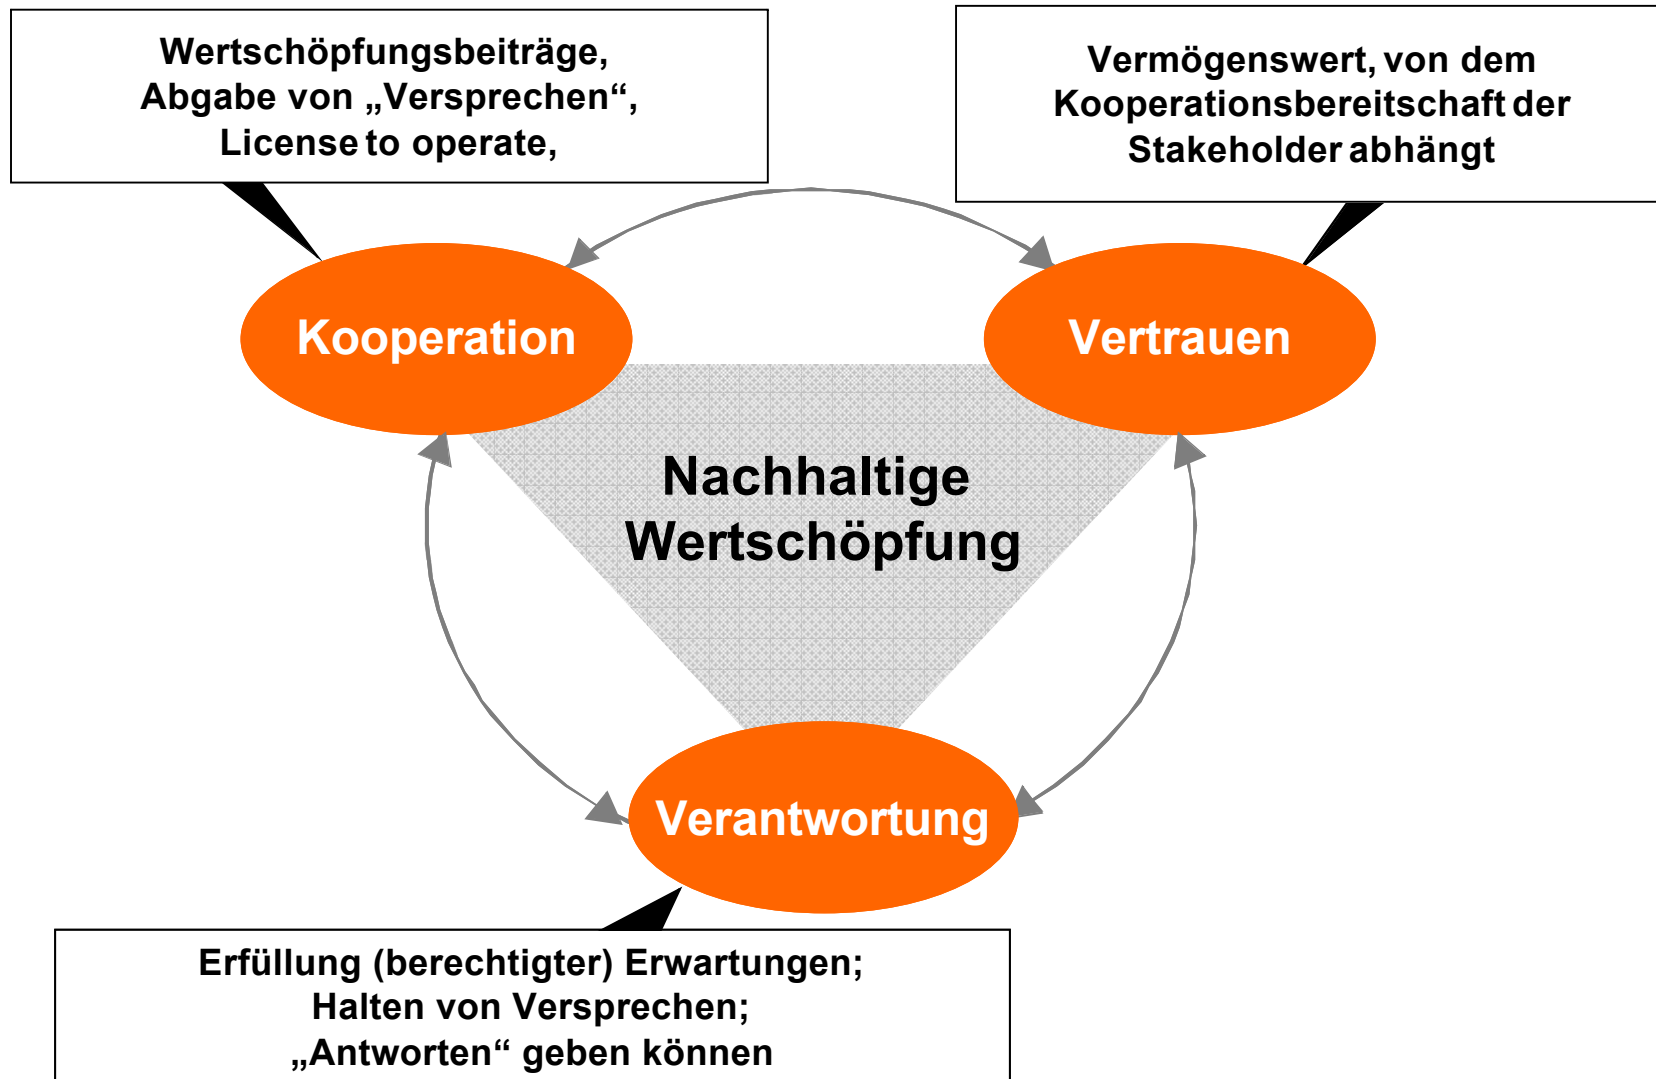 Wertschöpfungsbeiträge,
Abgabe von „Versprechen“,
License to operate,
Vermögenswert, von dem
Kooperationsbereitschaft der
Stakeholder abhängt
Kooperation
Vertrauen
Nachhaltige
Wertschöpfung
Verantwortung
Erfüllung (berechtigter) Erwartungen;
Halten von Versprechen;
„Antworten“ geben können